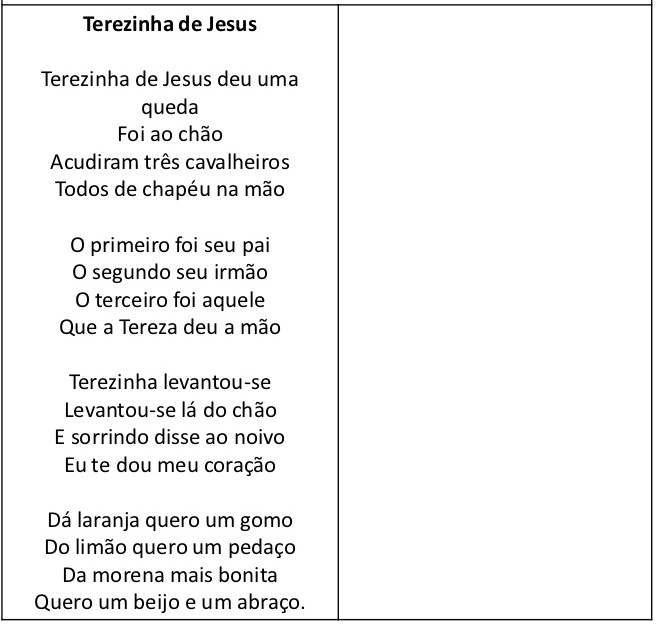 Terezinha de Jesus
Terezinha de Jesus deu uma
queda
Foi ao chão
Acudiram três cavalheiros
Todos de chapéu na mão
O primeiro foi seu pai
O segundo seu irmão
O terceiro foi aquele
Que a Tereza deu a mão
Terezinha levantou-se
Levantou-se lá do chão
E sorrindo disse ao noivo
Eu te dou meu coração
Dá laranja quero um gomo
Do limão quero um pedaço
Da morena mais bonita
Quero um beijo e um abraço.